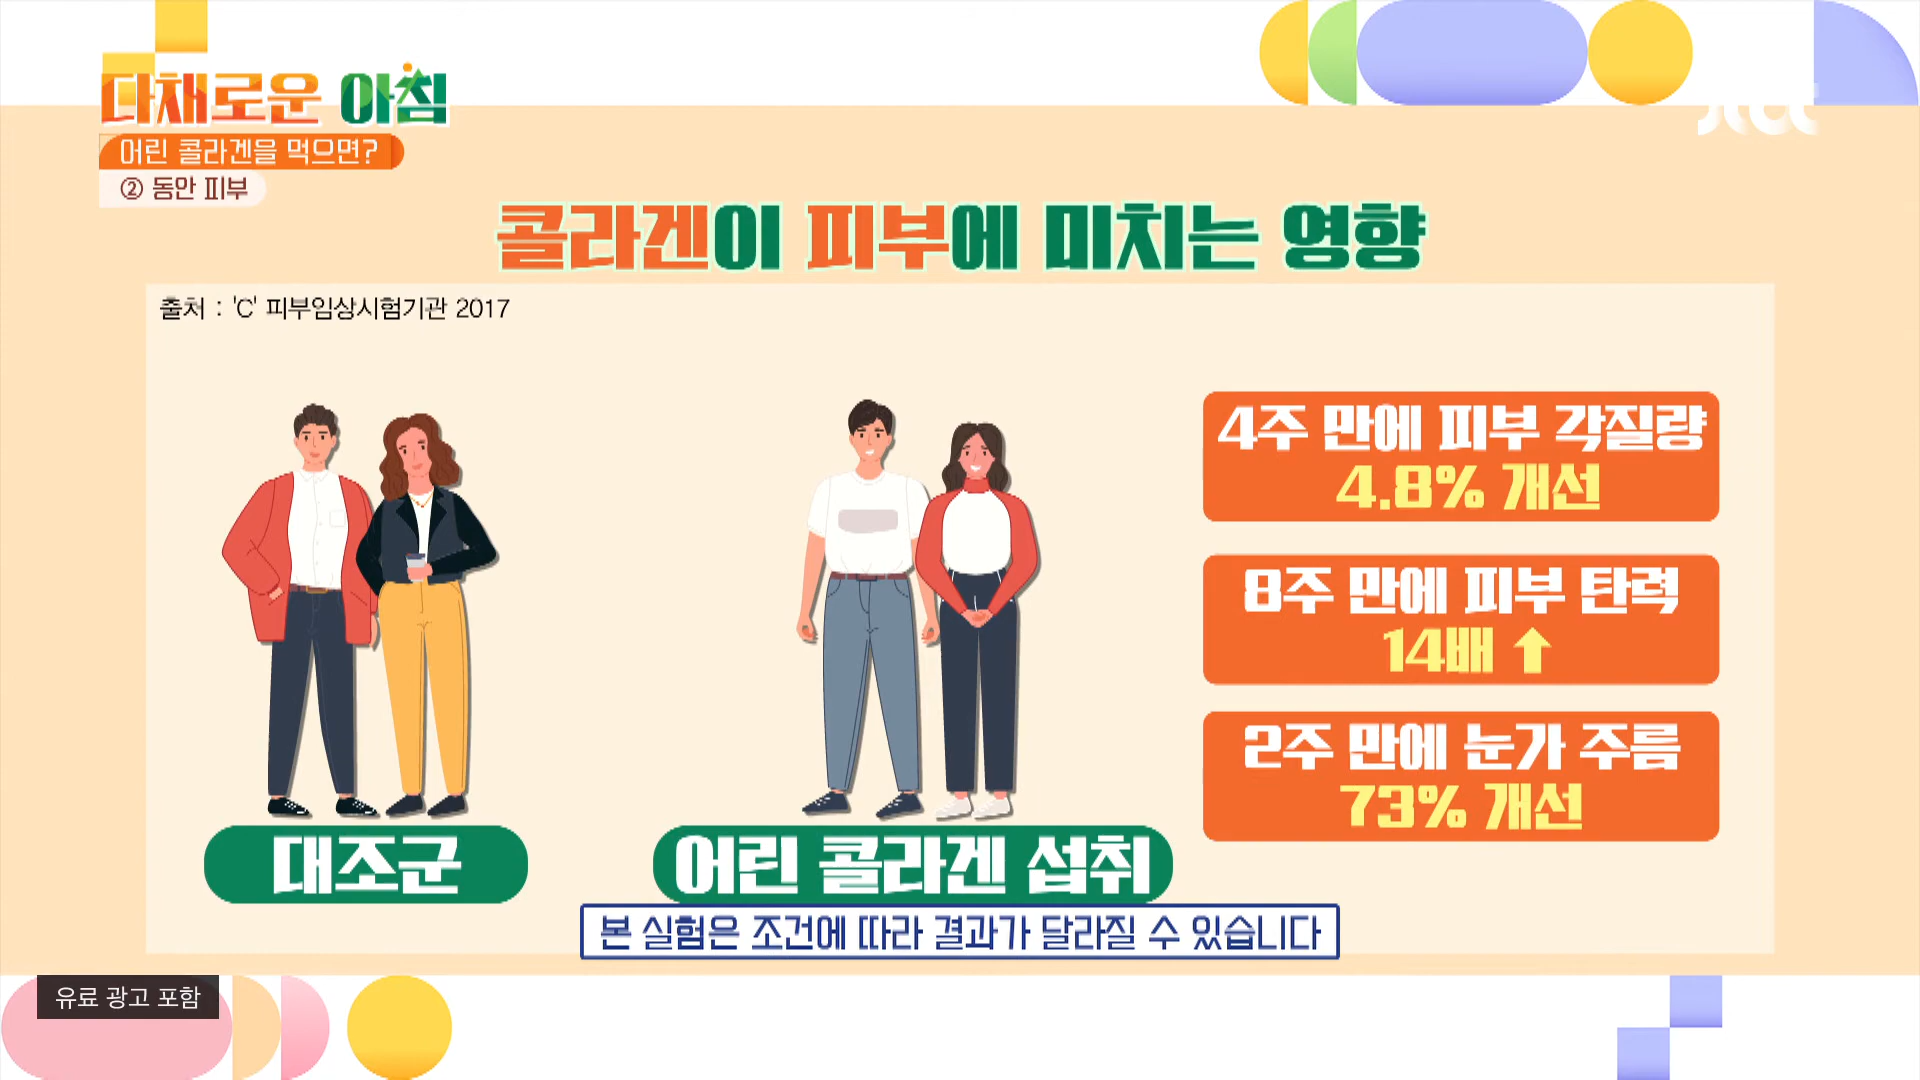 다채로운 아침
어린 콜라겐을 먹으면?
② 동안 피부
콜라겐이 피부에 미치는 영향
출처 : 'C' 피부임상시험기관 2017
4주 만에 피부 각질량
4.8% 개선
8주 만에 피부 탄력
14배 ⬆
2주 만에 눈가 주름
73% 개선
대조군
어린 콜라겐 섭취
본 실험은 조건에 따라 결과가 달라질 수 있습니다
유료 광고 포함